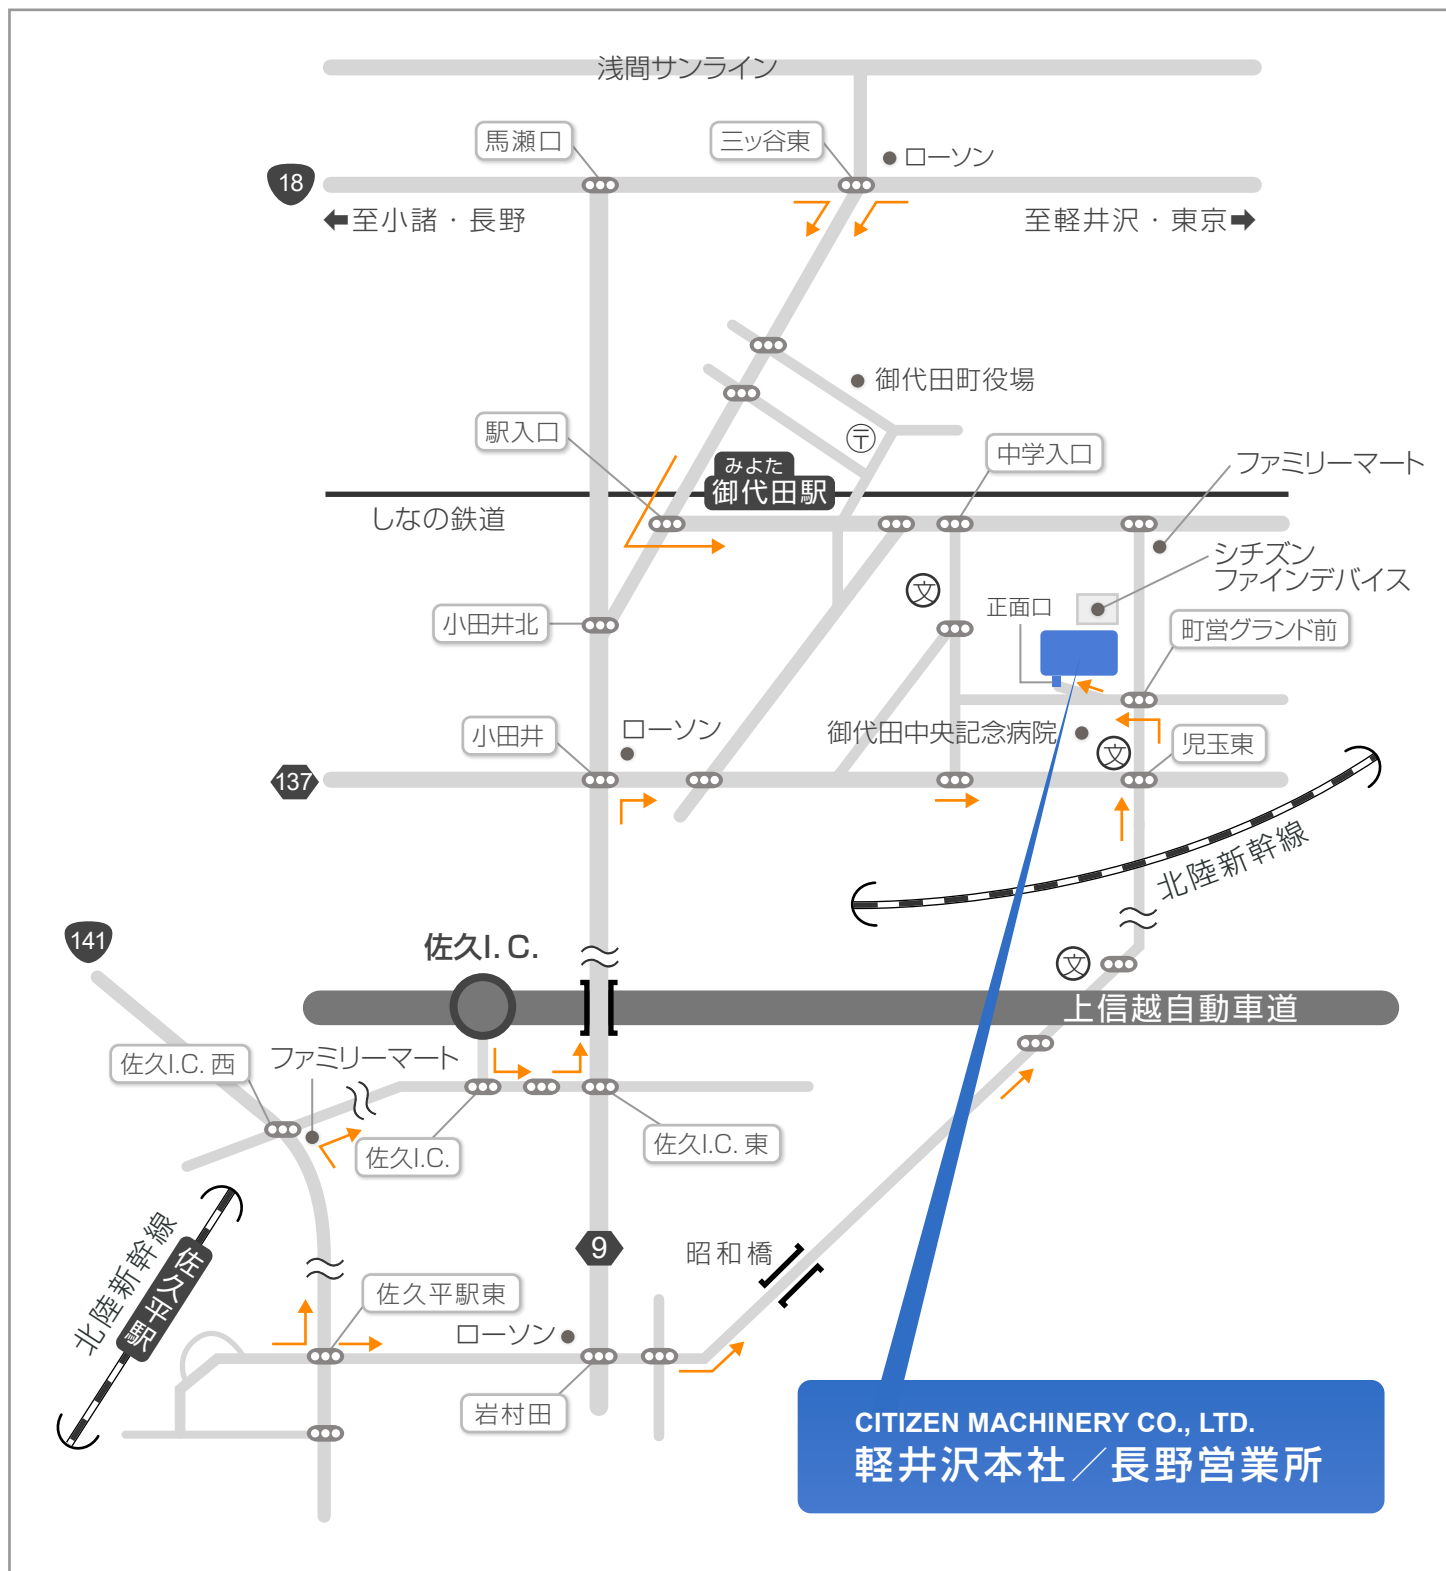 浅間サンライン
馬瀬口
三ッ谷東
ローソン
18
至小諸・長野
至軽井沢・東京
御代田町役場
駅入口
〒
中学入口
ファミリーマート
みよた
御代田駅
しなの鉄道
シチズン
ファインデバイス
文
正面口
小田井北
町営グランド前
小田井
ローソン
御代田中央記念病院
文
児玉東
137
北陸新幹線
141
佐久I.C.
文
上信越自動車道
佐久I.C. 西
ファミリーマート
佐久I.C.
佐久I.C. 東
北陸新幹線
佐久平駅
9
昭和橋
佐久平駅東
ローソン
岩村田
CITIZEN MACHINERY CO., LTD.
軽井沢本社／長野営業所